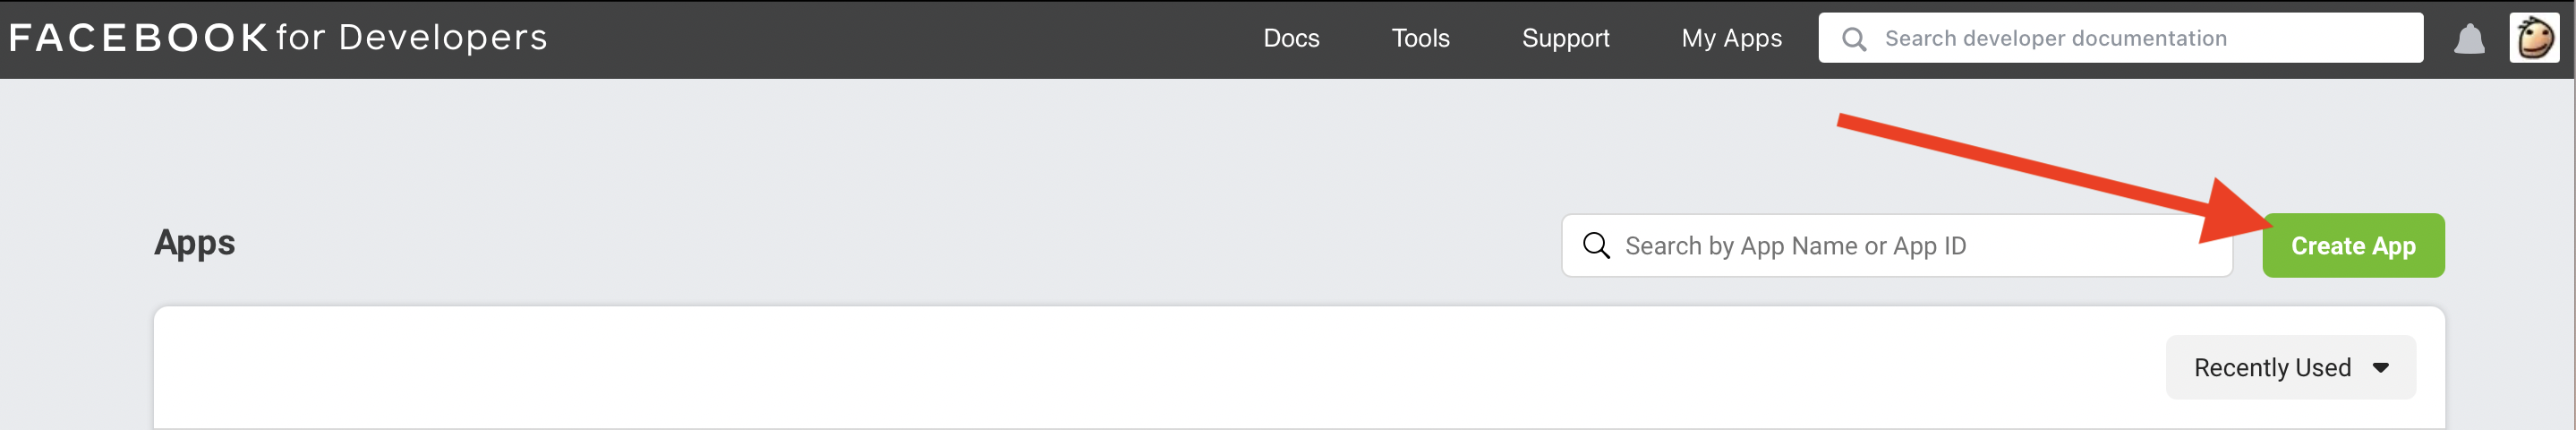 FACEBOOK for Developers Docs Tools Support My Apps Search developer documentation
Apps Search by App Name or App ID Create App
Recently Used